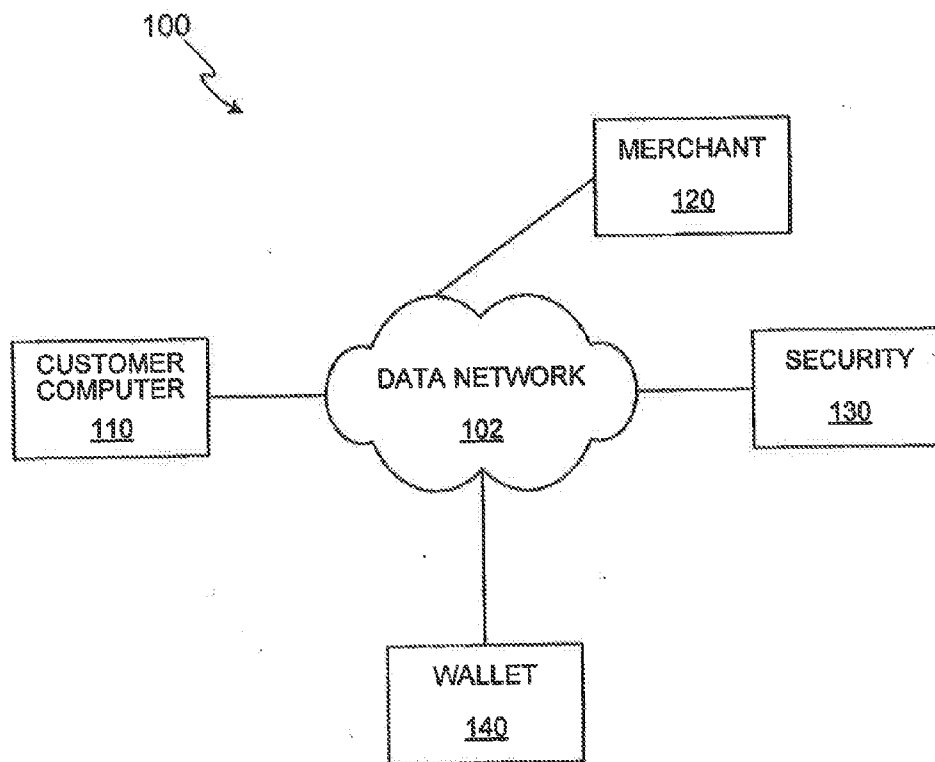 100
MERCHANT
120
CUSTOMER
COMPUTER
110
DATA NETWORK
102
SECURITY
130
WALLET
140